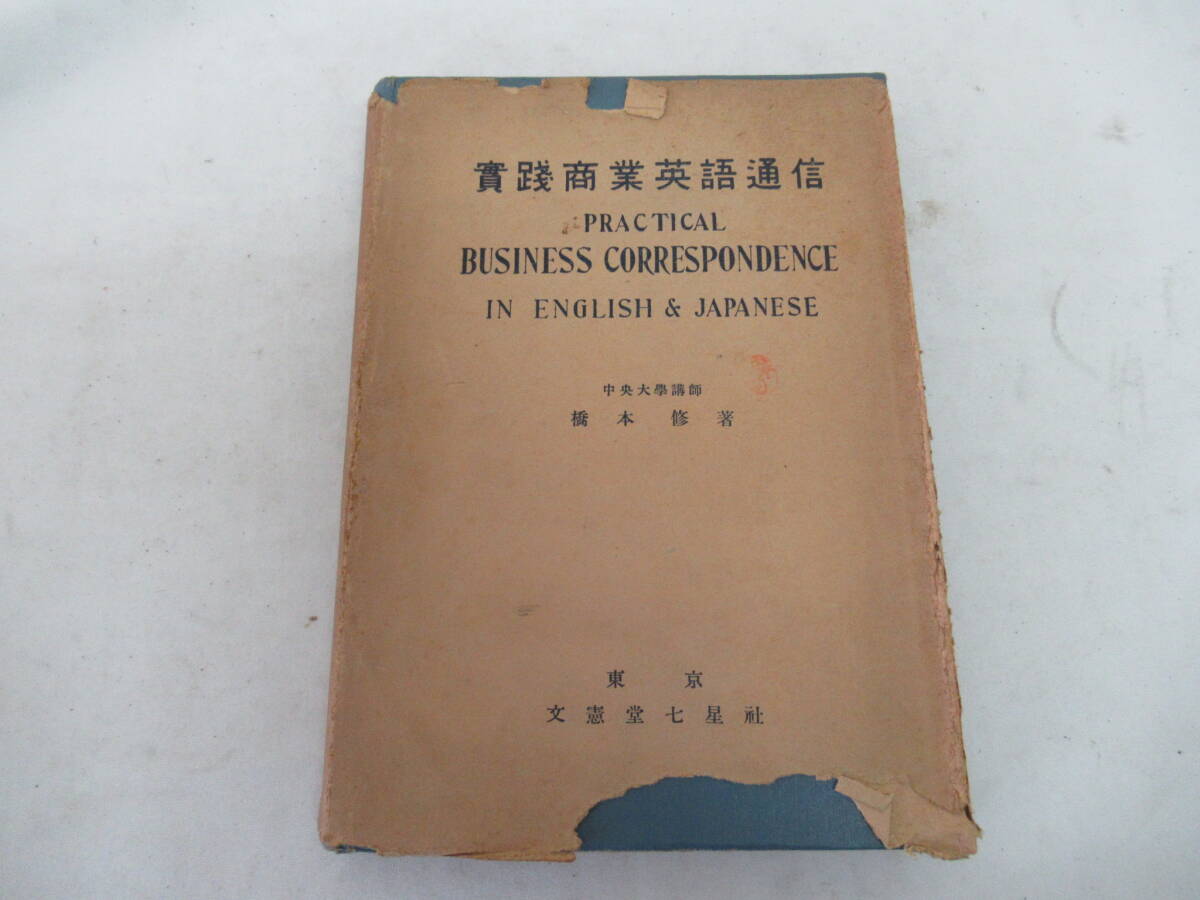 實踐商業英語通信
PRACTICAL
BUSINESS CORRESPONDENCE
IN ENGLISH & JAPANESE
中央大學講師
橋本 修 著
東京
文憲堂七星社